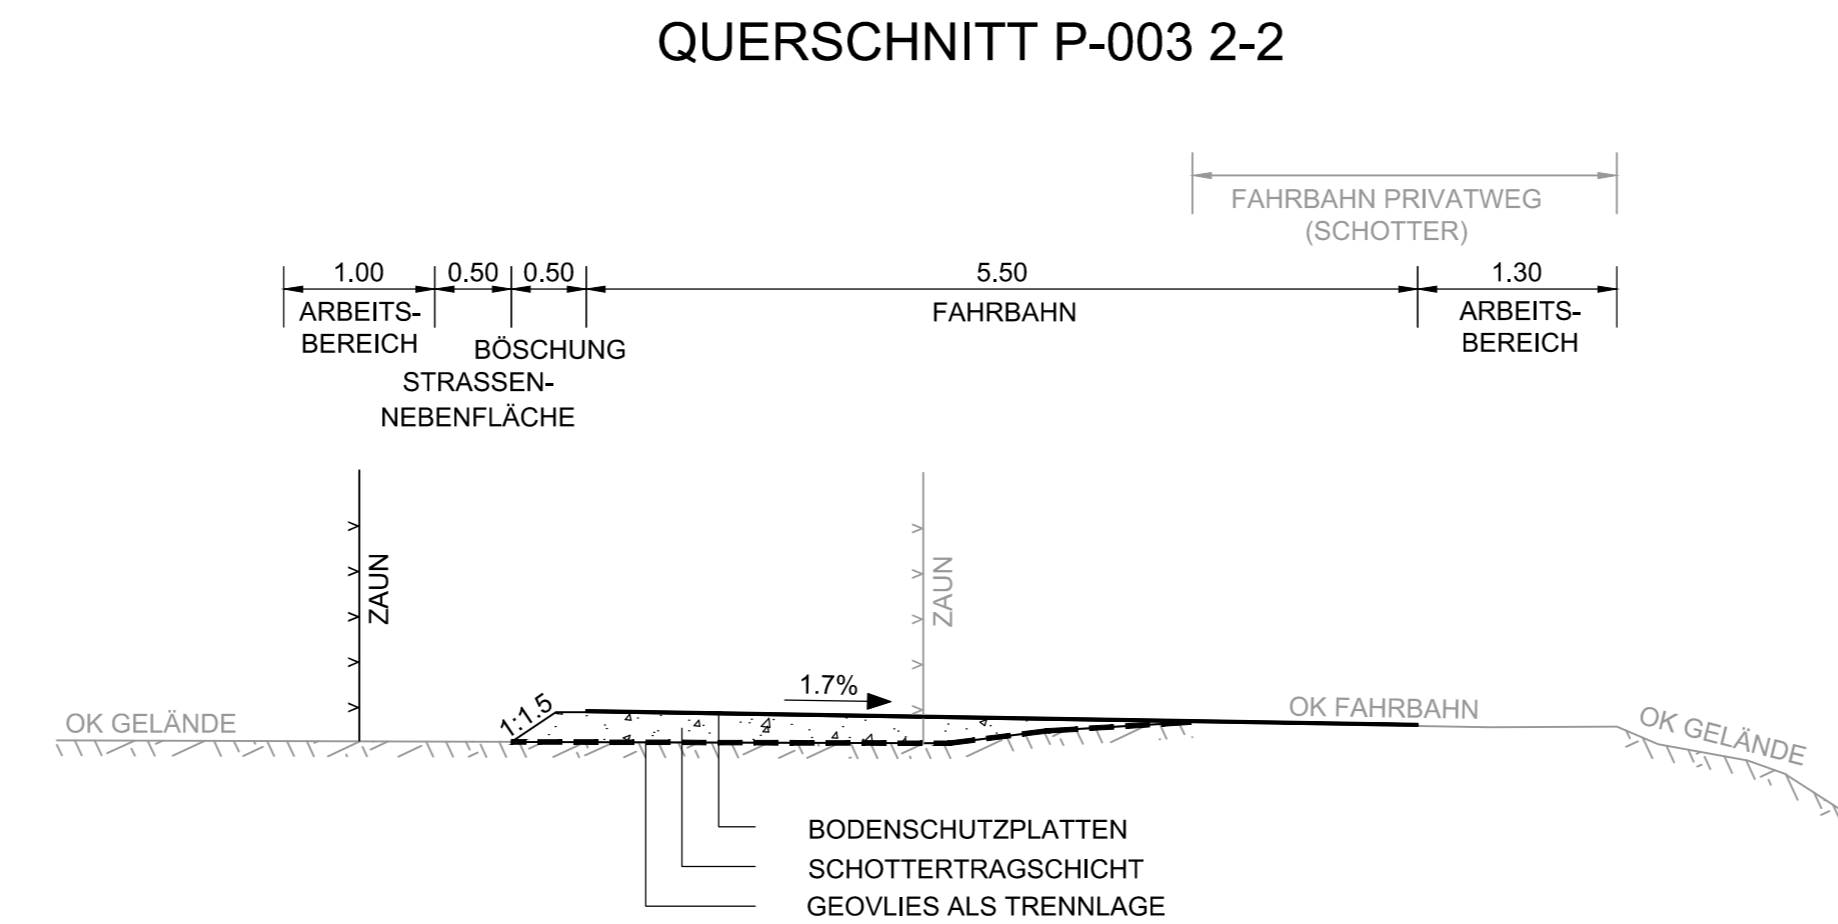 QUERSCHNITT P-003 2-2
FAHRBAHN PRIVATWEG
(SCHOTTER)
1.00
0.50
0.50
5.50
1.30
ARBEITS-
BEREICH
BÖSCHUNG
STRASSEN-
NEBENFLÄCHE
FAHRBAHN
ARBEITS-
BEREICH
ZAUN
ZAUN
1.7%
1:1.5
OK GELÄNDE
OK FAHRBAHN
OK GELÄNDE
BODENSCHUTZPLATTEN
SCHOTTERTRAGSCHICHT
GEOVLIES ALS TRENNLAGE